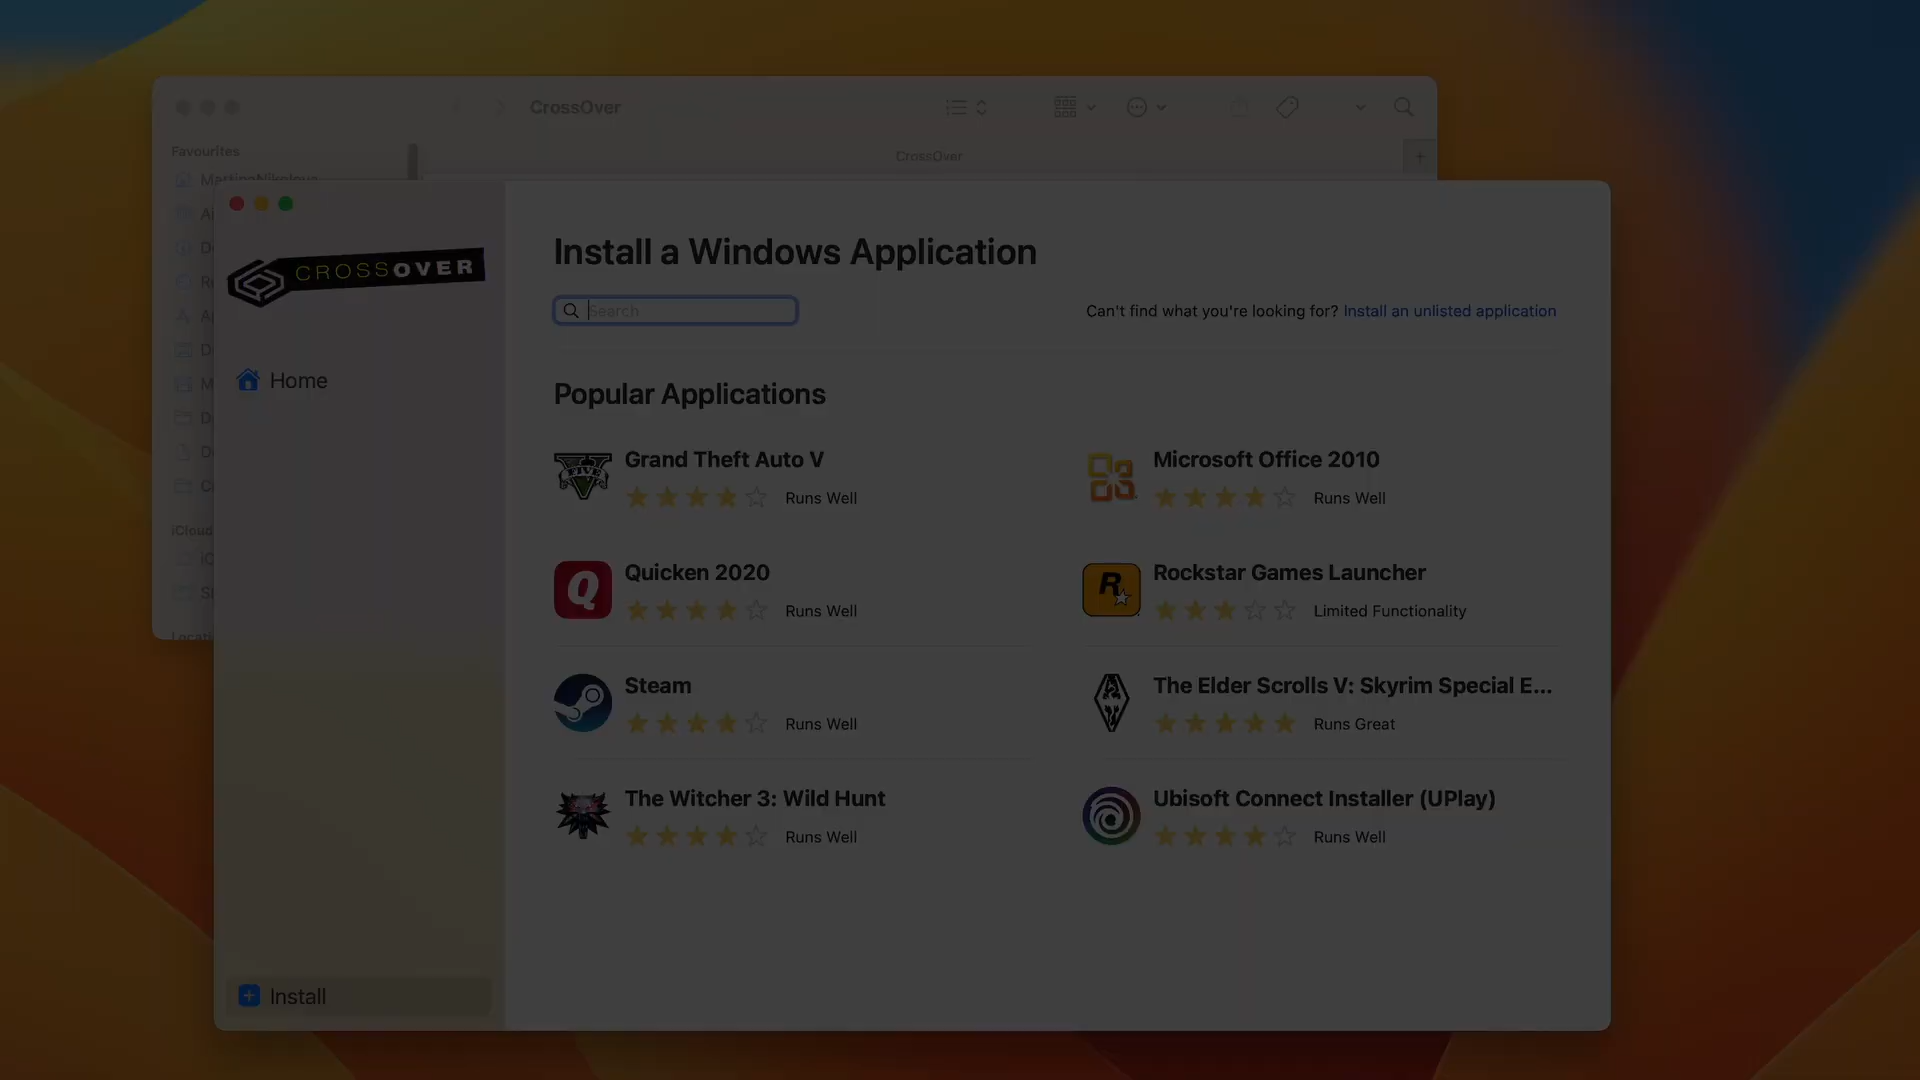 CrossOver
CrossOver
Favourites
iCloud
CROSSOVER
Home
Install
Install a Windows Application
Search
Can't find what you're looking for? Install an unlisted application
Popular Applications
Grand Theft Auto V
Runs Well
Microsoft Office 2010
Runs Well
Quicken 2020
Runs Well
Rockstar Games Launcher
Limited Functionality
Steam
Runs Well
The Elder Scrolls V: Skyrim Special E...
Runs Great
The Witcher 3: Wild Hunt
Runs Well
Ubisoft Connect Installer (UPlay)
Runs Well